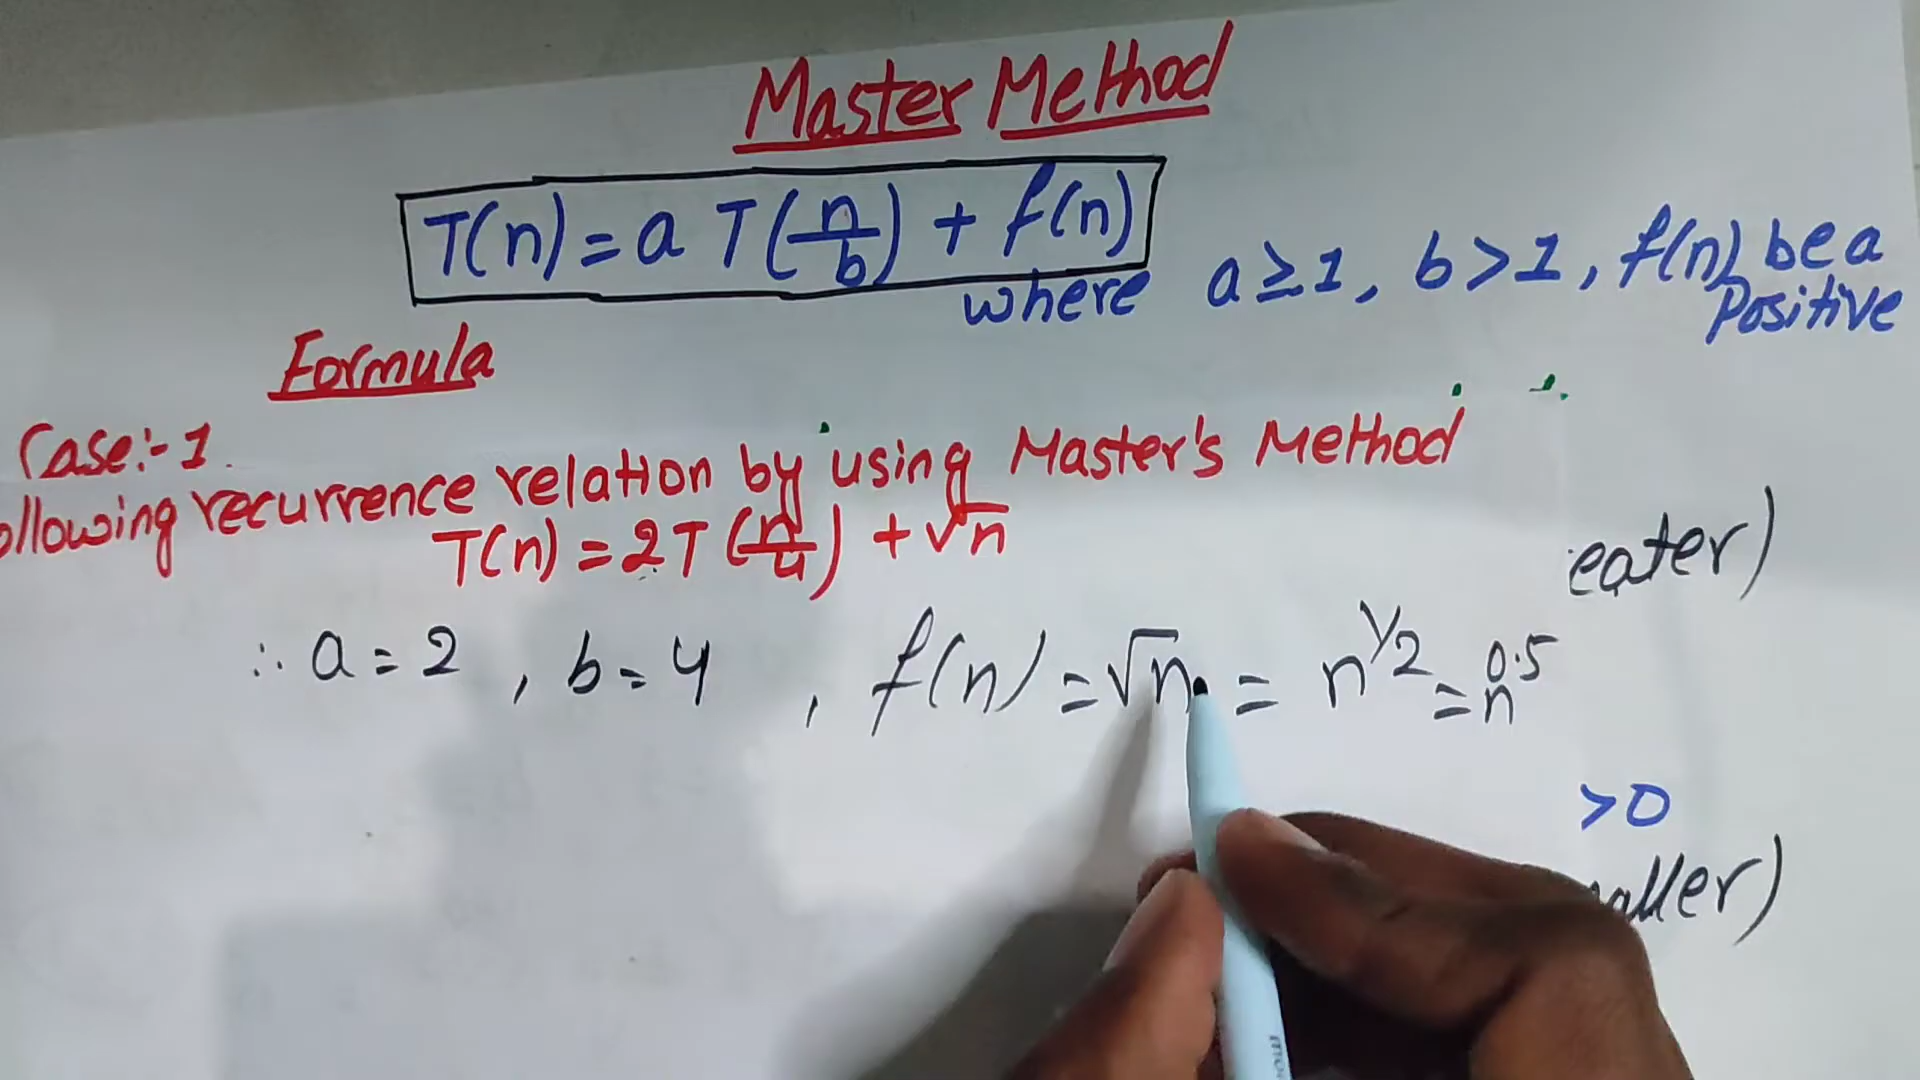 Master Method
T(n) = a T(n/b) + f(n)
where a ≥ 1, b > 1, f(n) be a
Positive
Formula
Case:- 1.
ollowing recurrence relation by using Master's Method
T(n) = 2T(n/4) + √n
eater)
∴ a = 2 , b = 4 , f(n) = √n = n^1/2 = n^0.5
>0
aller)